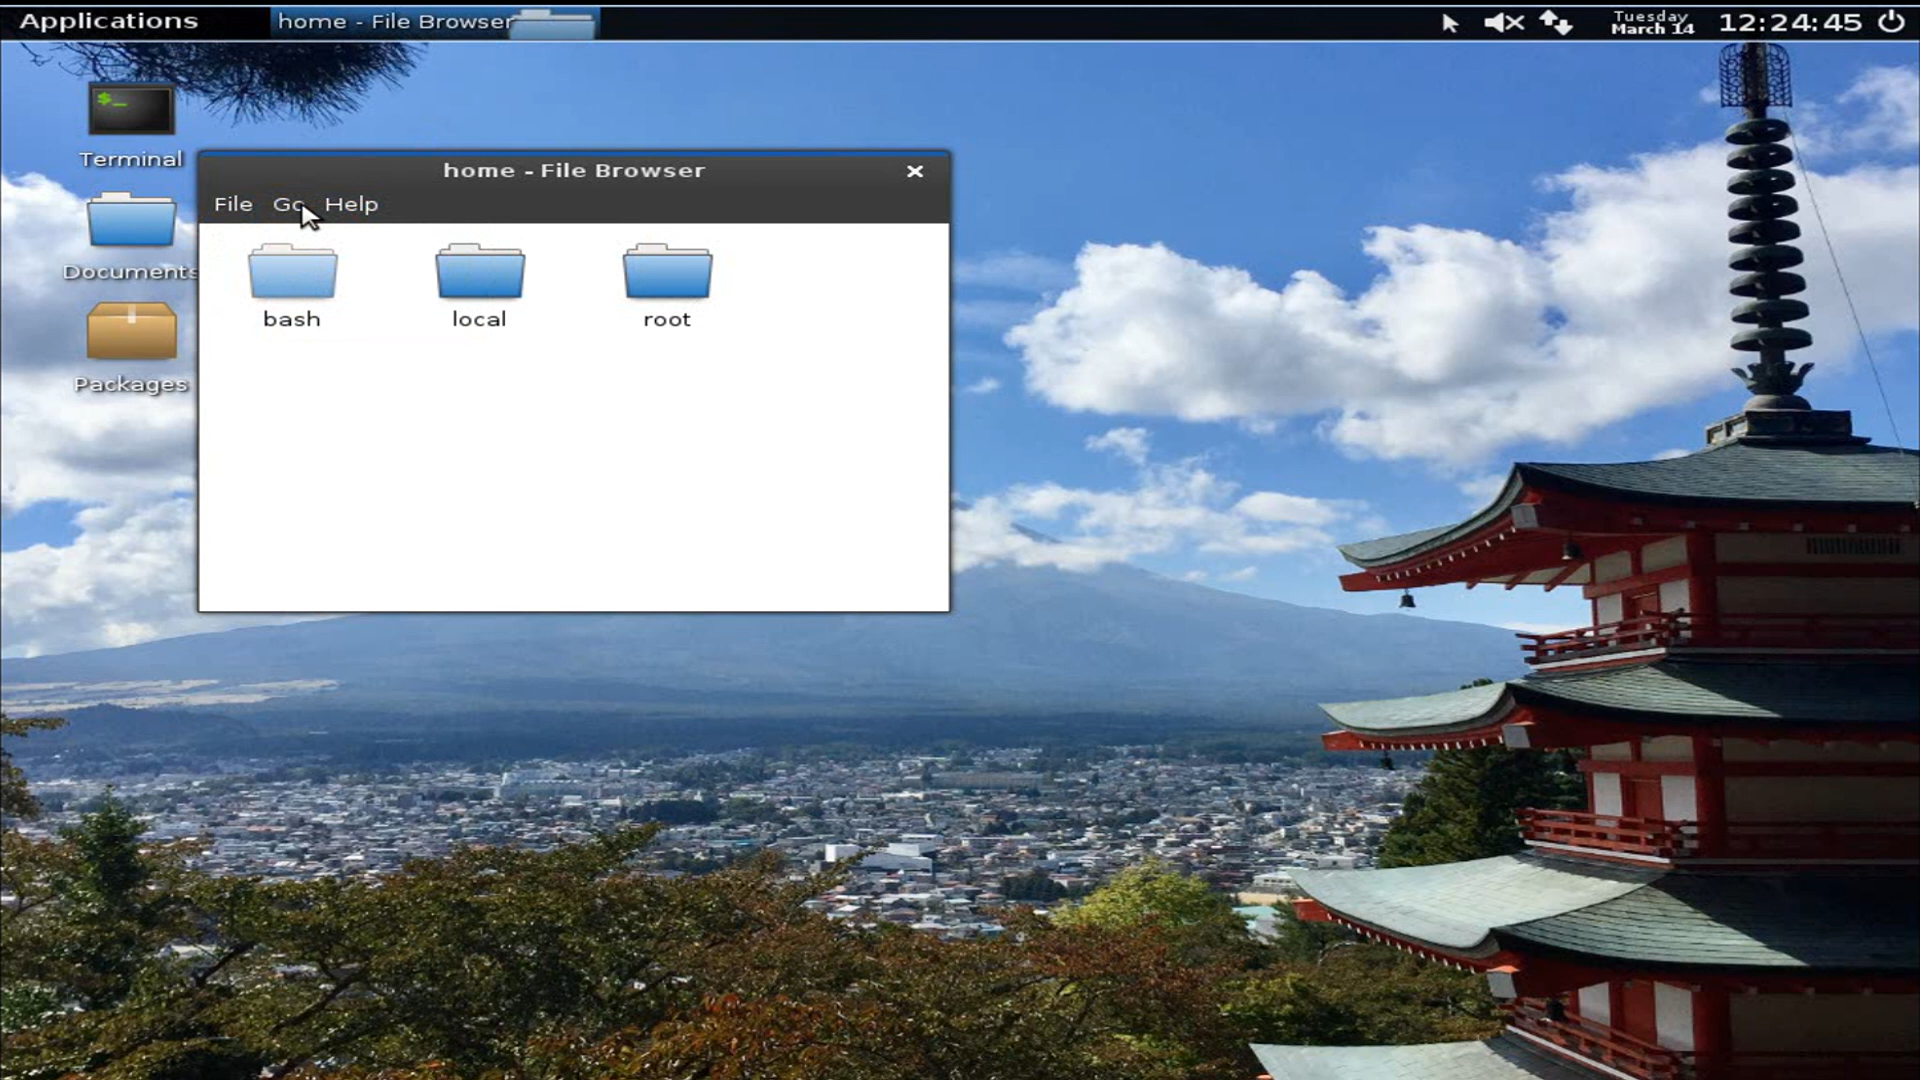 Applications
home - File Browser
Tuesday
March 14
12:24:45
$_
Terminal
Documents
Packages
home - File Browser
File Go Help
bash
local
root